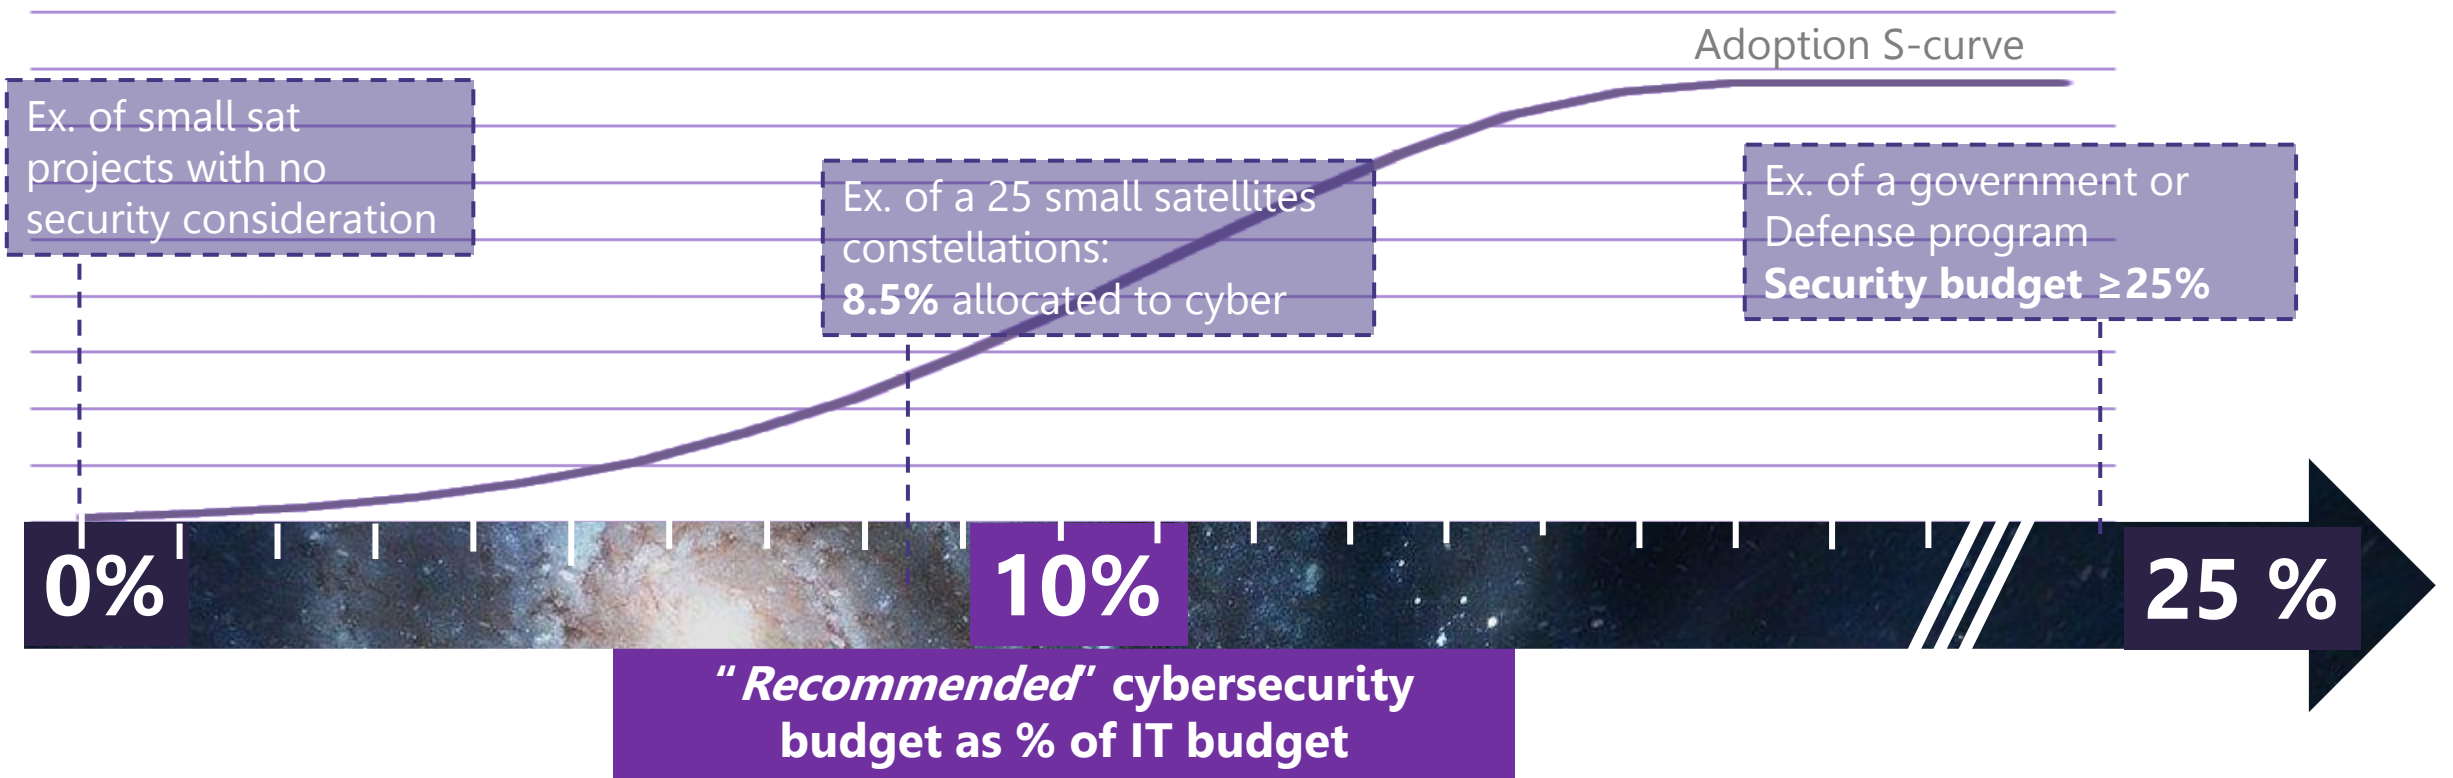 Adoption S-curve
Ex. of small sat
projects with no
security consideration
Ex. of a 25 small satellites
constellations:
8.5% allocated to cyber
Ex. of a government or
Defense program
Security budget ≥25%
0%
10%
25 %
“Recommended” cybersecurity
budget as % of IT budget